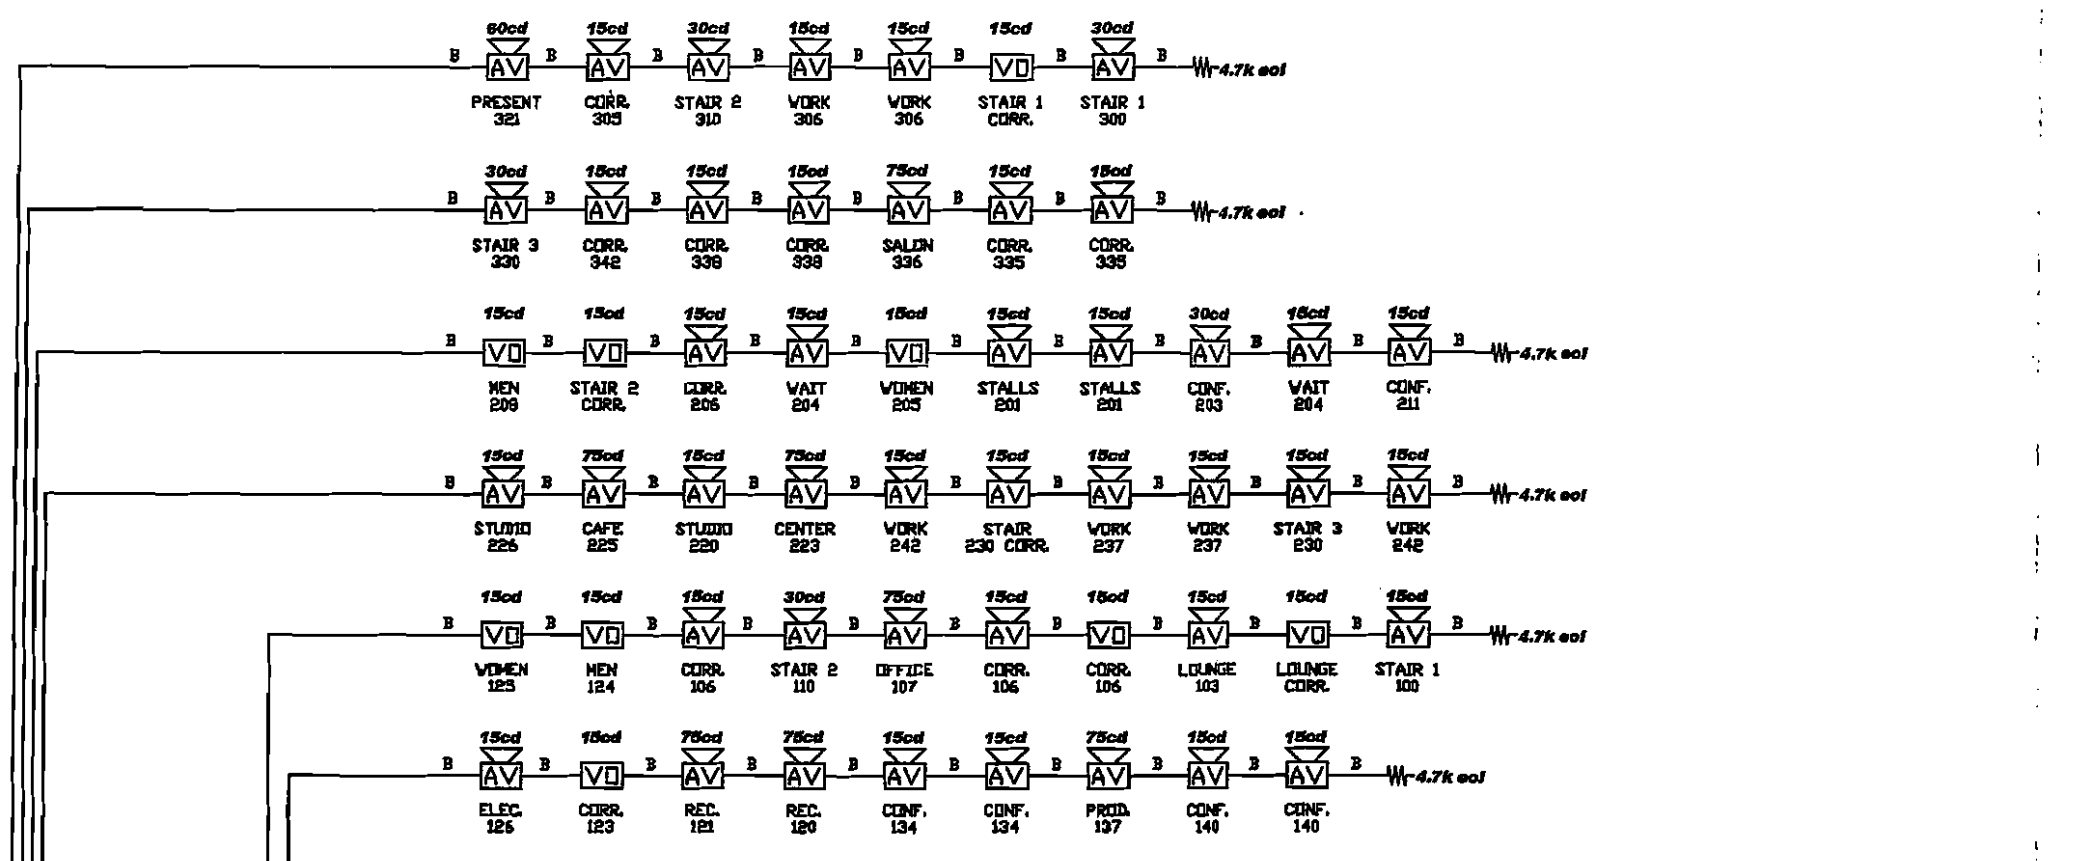 60cd 15cd 30cd 15cd 15cd 15cd 30cd
B AV B AV B AV B AV B AV B VO B AV B 4.7k eol
PRESENT CORR. STAIR 2 WORK WORK STAIR 1 STAIR 1
321 305 310 306 306 CORR. 300
30cd 15cd 15cd 15cd 75cd 15cd 15cd
B AV B AV B AV B AV B AV B AV B AV B 4.7k eol
STAIR 3 CORR. CORR. CORR. SALON CORR. CORR.
330 342 338 338 336 335 335
15cd 15cd 15cd 15cd 15cd 15cd 15cd 30cd 15cd 15cd
B VO B VO B AV B AV B VO B AV B AV B AV B AV B AV B 4.7k eol
MEN STAIR 2 CORR. WAIT WOMEN STALLS STALLS CONF. WAIT CONF.
208 CORR. 206 204 205 201 201 203 204 211
15cd 75cd 15cd 75cd 15cd 15cd 15cd 15cd 15cd 15cd
B AV B AV B AV B AV B AV B AV B AV B AV B AV B AV B 4.7k eol
STUDIO CAFE. STUDIO CENTER WORK STAIR WORK WORK STAIR 3 WORK
226 225 220 223 242 230 CORR. 237 237 230 242
15cd 15cd 15cd 30cd 75cd 15cd 15cd 15cd 15cd 15cd
B VO B VO B AV B AV B AV B AV B VO B AV B VO B AV B 4.7k eol
WOMEN MEN CORR. STAIR 2 OFFICE CORR. CORR. LOUNGE LOUNGE STAIR 1
125 124 106 110 107 106 106 103 CORR. 100
15cd 15cd 75cd 75cd 15cd 15cd 75cd 15cd 15cd
B AV B VO B AV B AV B AV B AV B AV B AV B AV B 4.7k eol
ELEC. CORR. REC. REC. CONF. CONF. PROD. CONF. CONF.
126 123 121 120 134 134 137 140 140